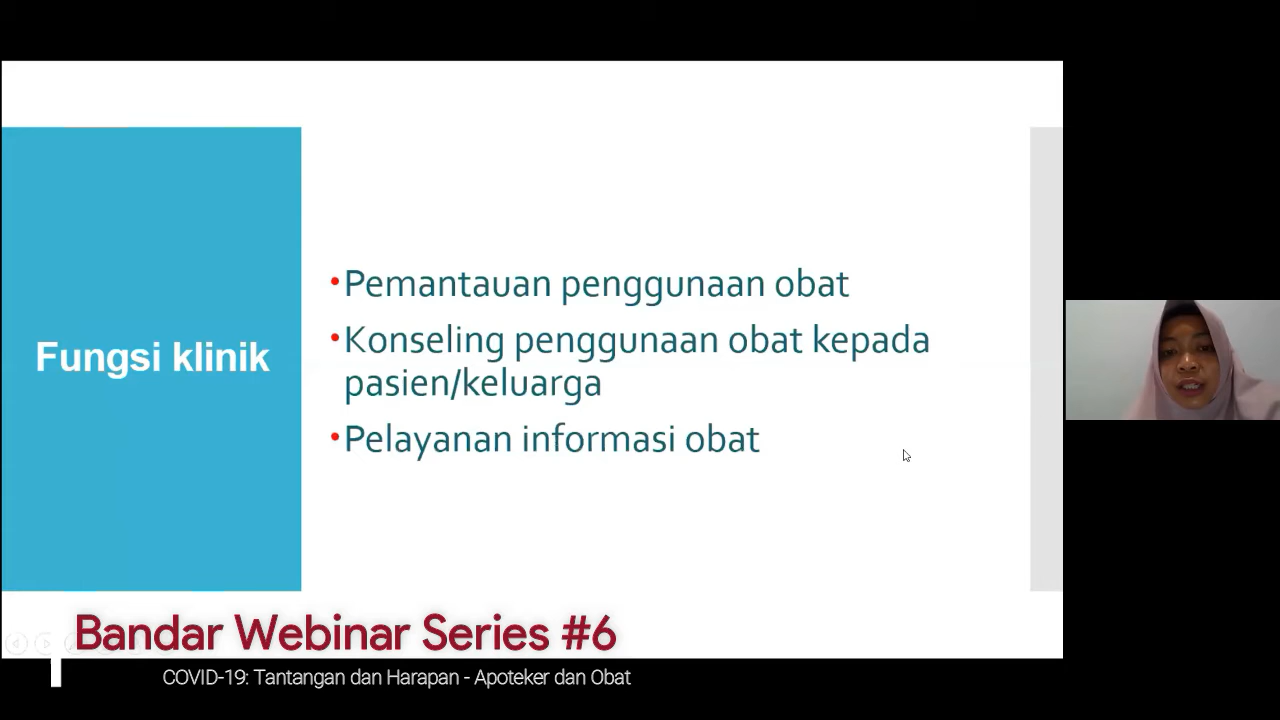 Fungsi klinik
•Pemantauan penggunaan obat
•Konseling penggunaan obat kepada
pasien/keluarga
•Pelayanan informasi obat
Bandar Webinar Series #6
COVID-19: Tantangan dan Harapan - Apoteker dan Obat